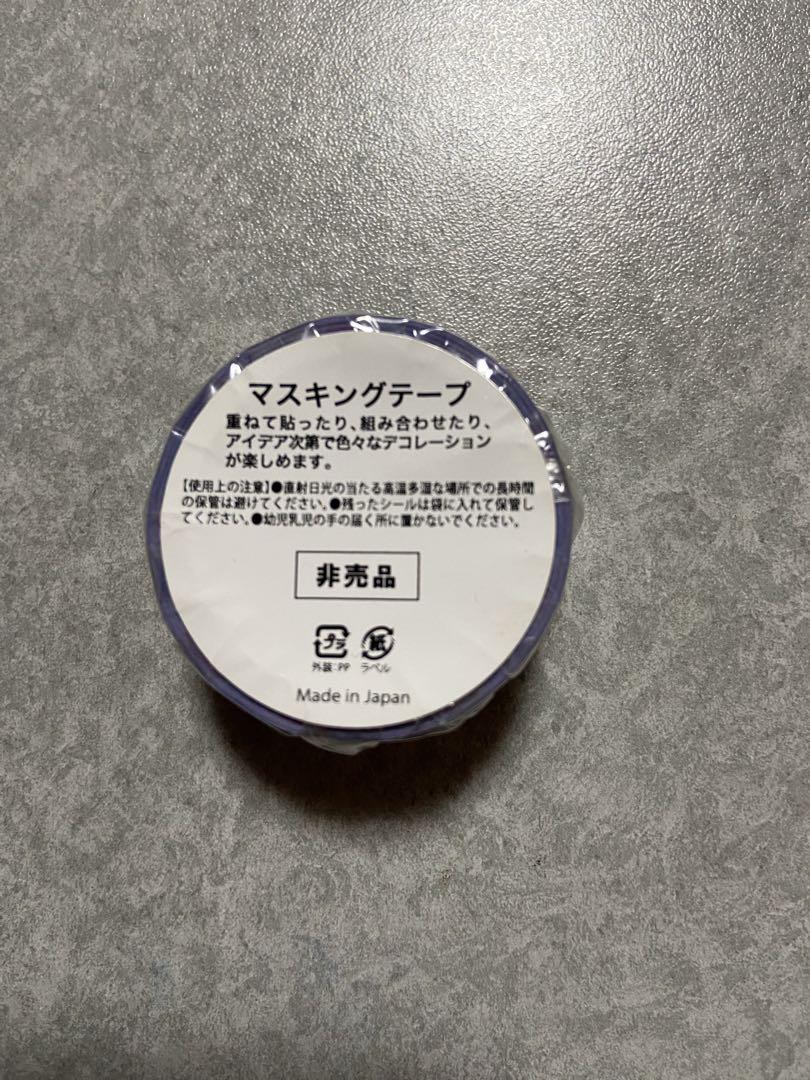 マスキングテープ
重ねて貼ったり、組み合わせたり、
アイデア次第で色々なデコレーション
が楽しめます。
【使用上の注意】●直射日光の当たる高温多湿な場所での長時間
の保管は避けてください。●残ったシールは袋に入れて保管し
てください。●幼児乳児の手の届く所に置かないでください。
非売品
プラ 紙
外装:PP ラベル
Made in Japan